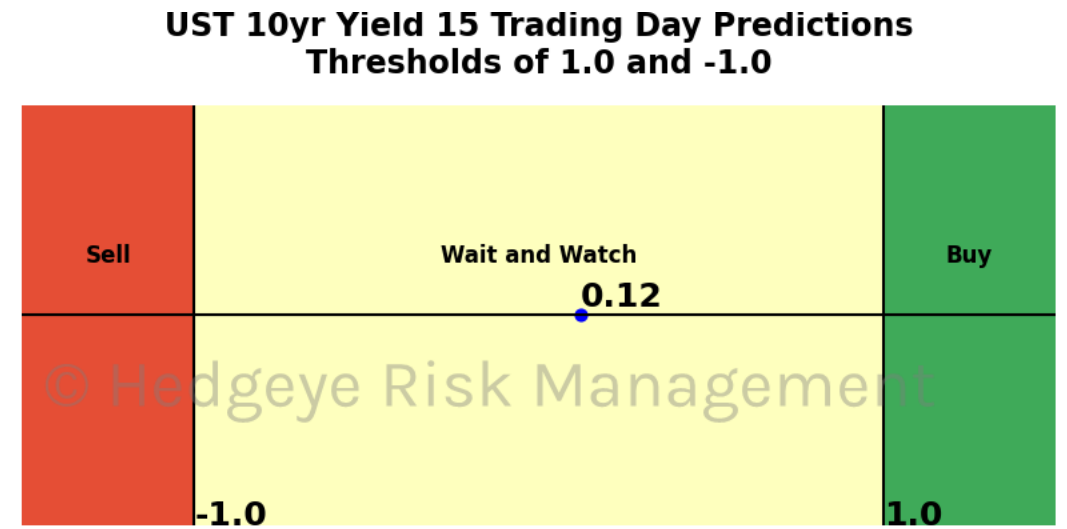 UST 10yr Yield 15 Trading Day Predictions
Thresholds of 1.0 and -1.0
Sell
Wait and Watch
Buy
0.12
© Hedgeye Risk Management
-1.0
1.0